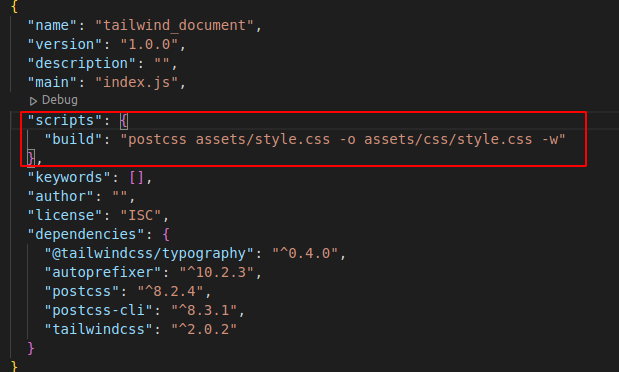 {
"name": "tailwind_document",
"version": "1.0.0",
"description": "",
"main": "index.js",
Debug
"scripts": {
"build": "postcss assets/style.css -o assets/css/style.css -w"
},
"keywords": [],
"author": "",
"license": "ISC",
"dependencies": {
"@tailwindcss/typography": "^0.4.0",
"autoprefixer": "^10.2.3",
"postcss": "^8.2.4",
"postcss-cli": "^8.3.1",
"tailwindcss": "^2.0.2"
}
}